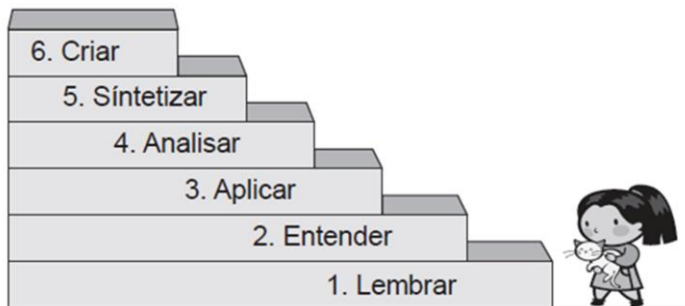 6. Criar
5. Síntetizar
4. Analisar
3. Aplicar
2. Entender
1. Lembrar